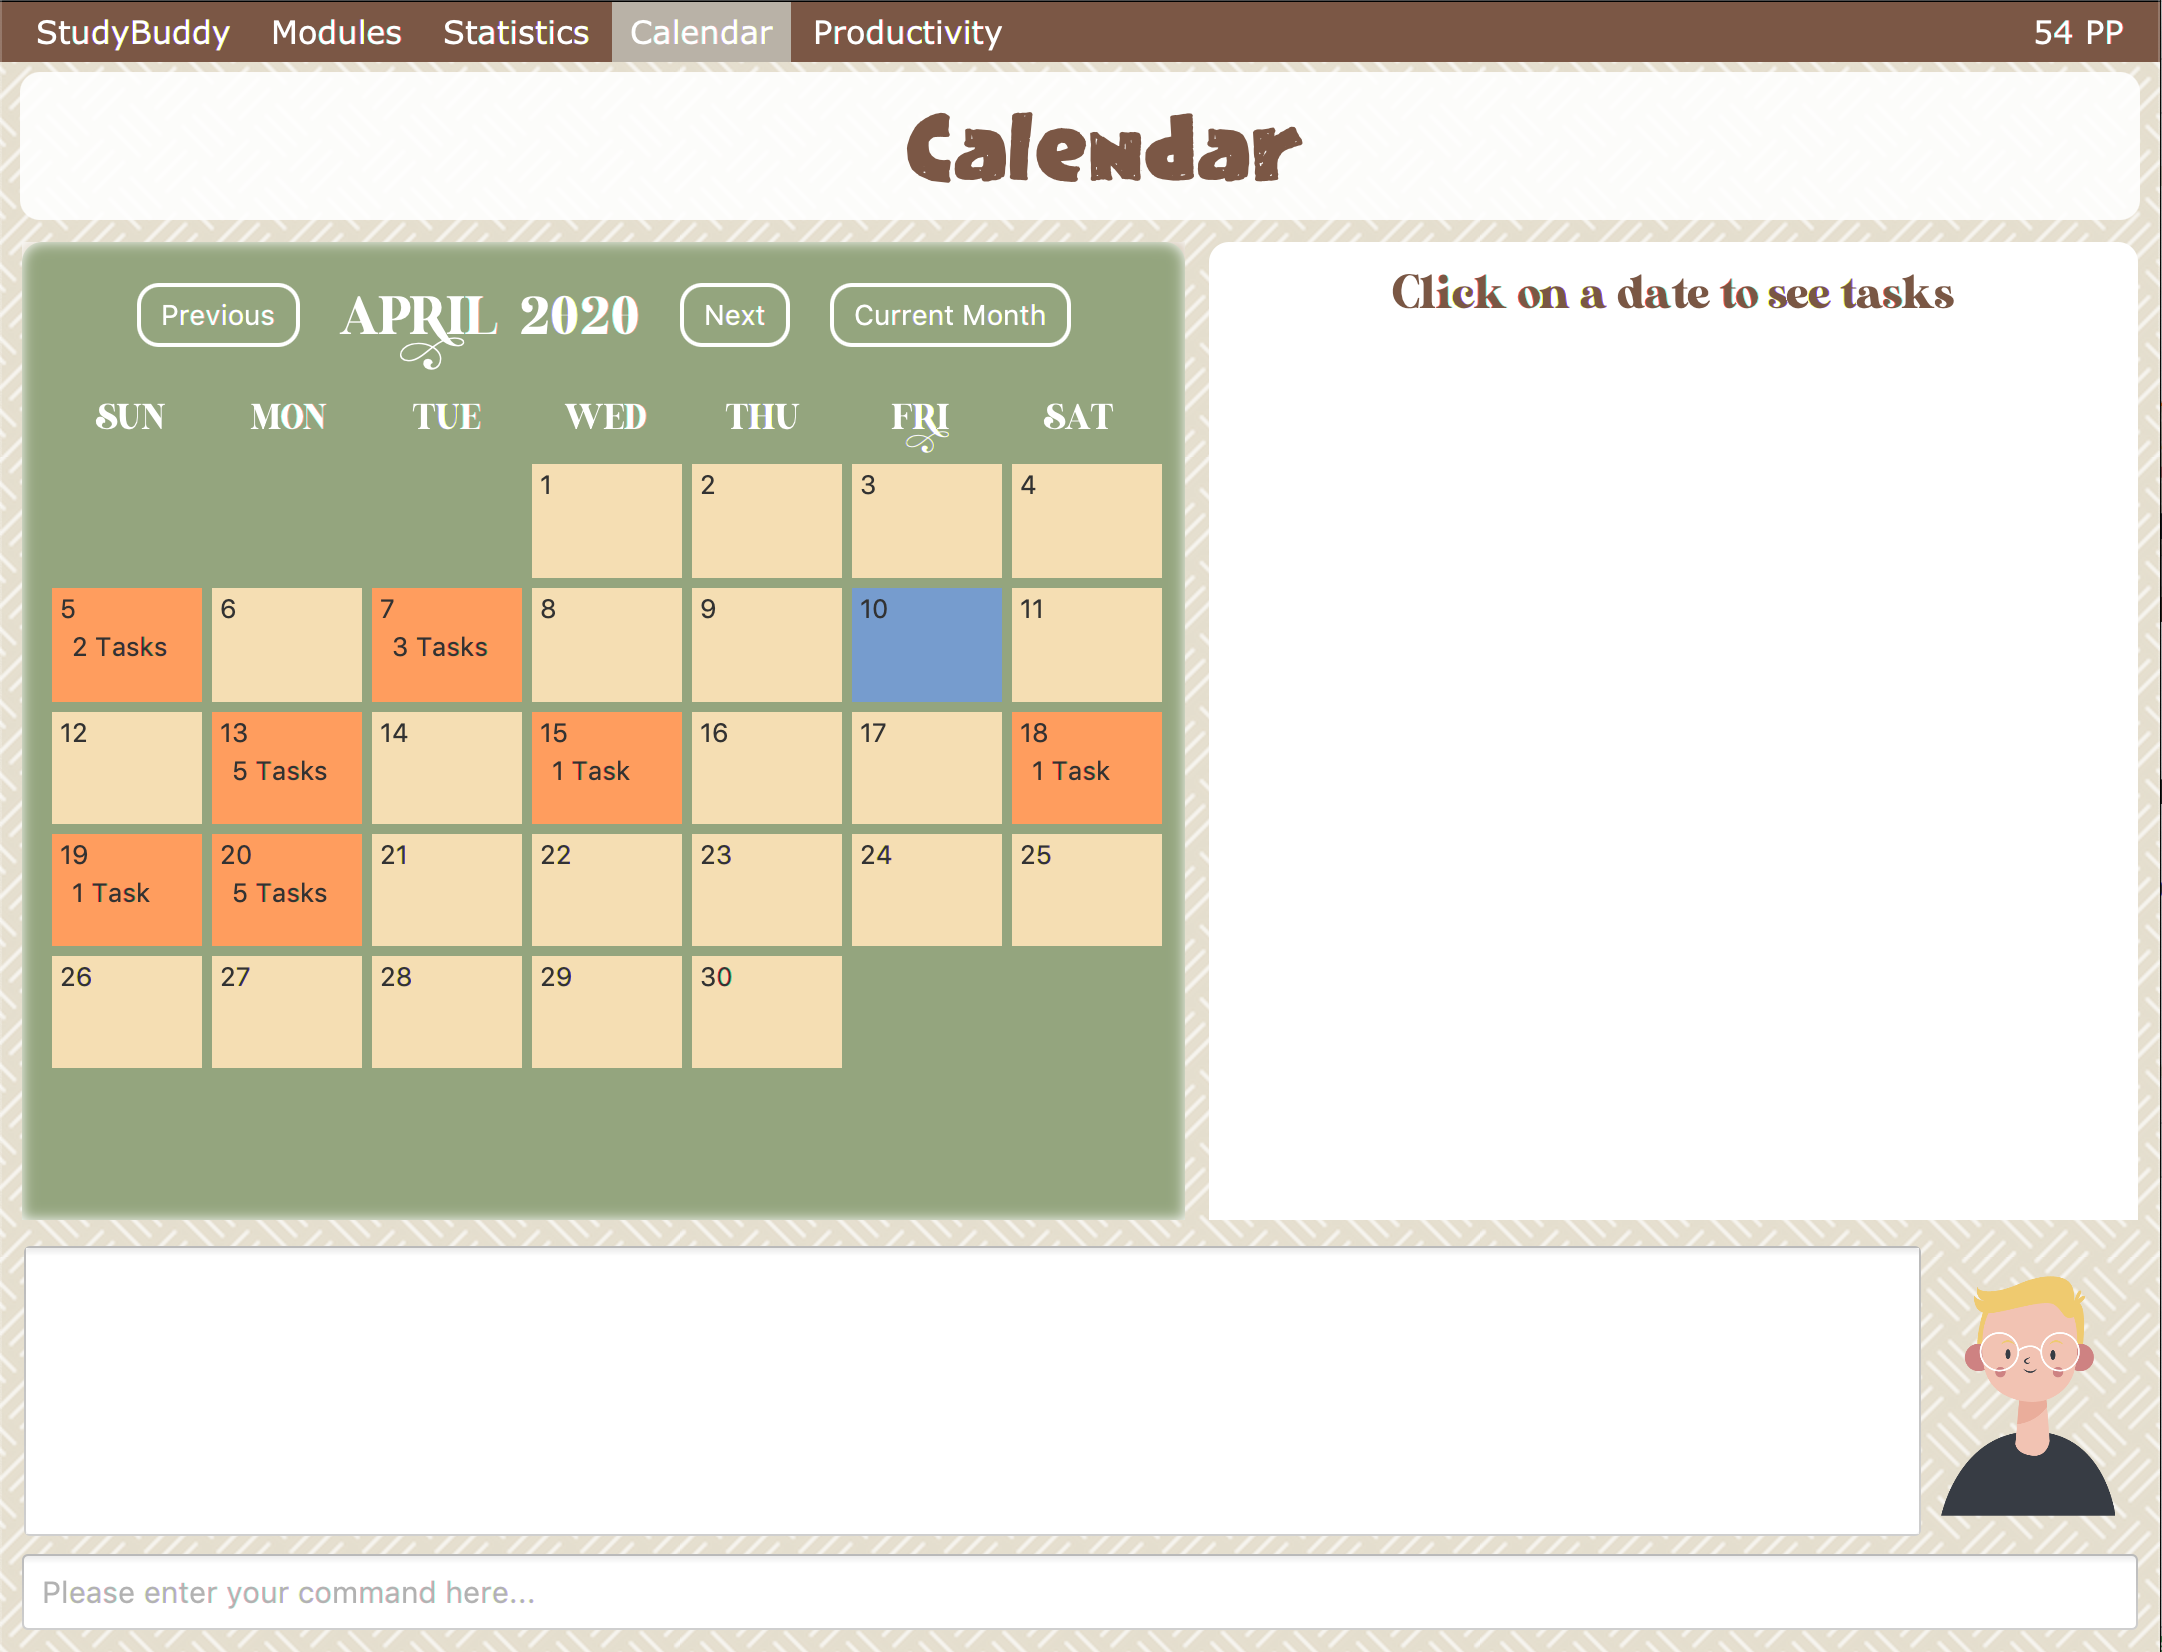 StudyBuddy Modules Statistics Calendar Productivity 54 PP
Calendar
Previous APRIL 2020 Next Current Month
SUN MON TUE WED THU FRI SAT
1 2 3 4
5 6 7 8 9 10 11
2 Tasks 3 Tasks
12 13 14 15 16 17 18
5 Tasks 1 Task 1 Task
19 20 21 22 23 24 25
1 Task 5 Tasks
26 27 28 29 30
Click on a date to see tasks
Please enter your command here...